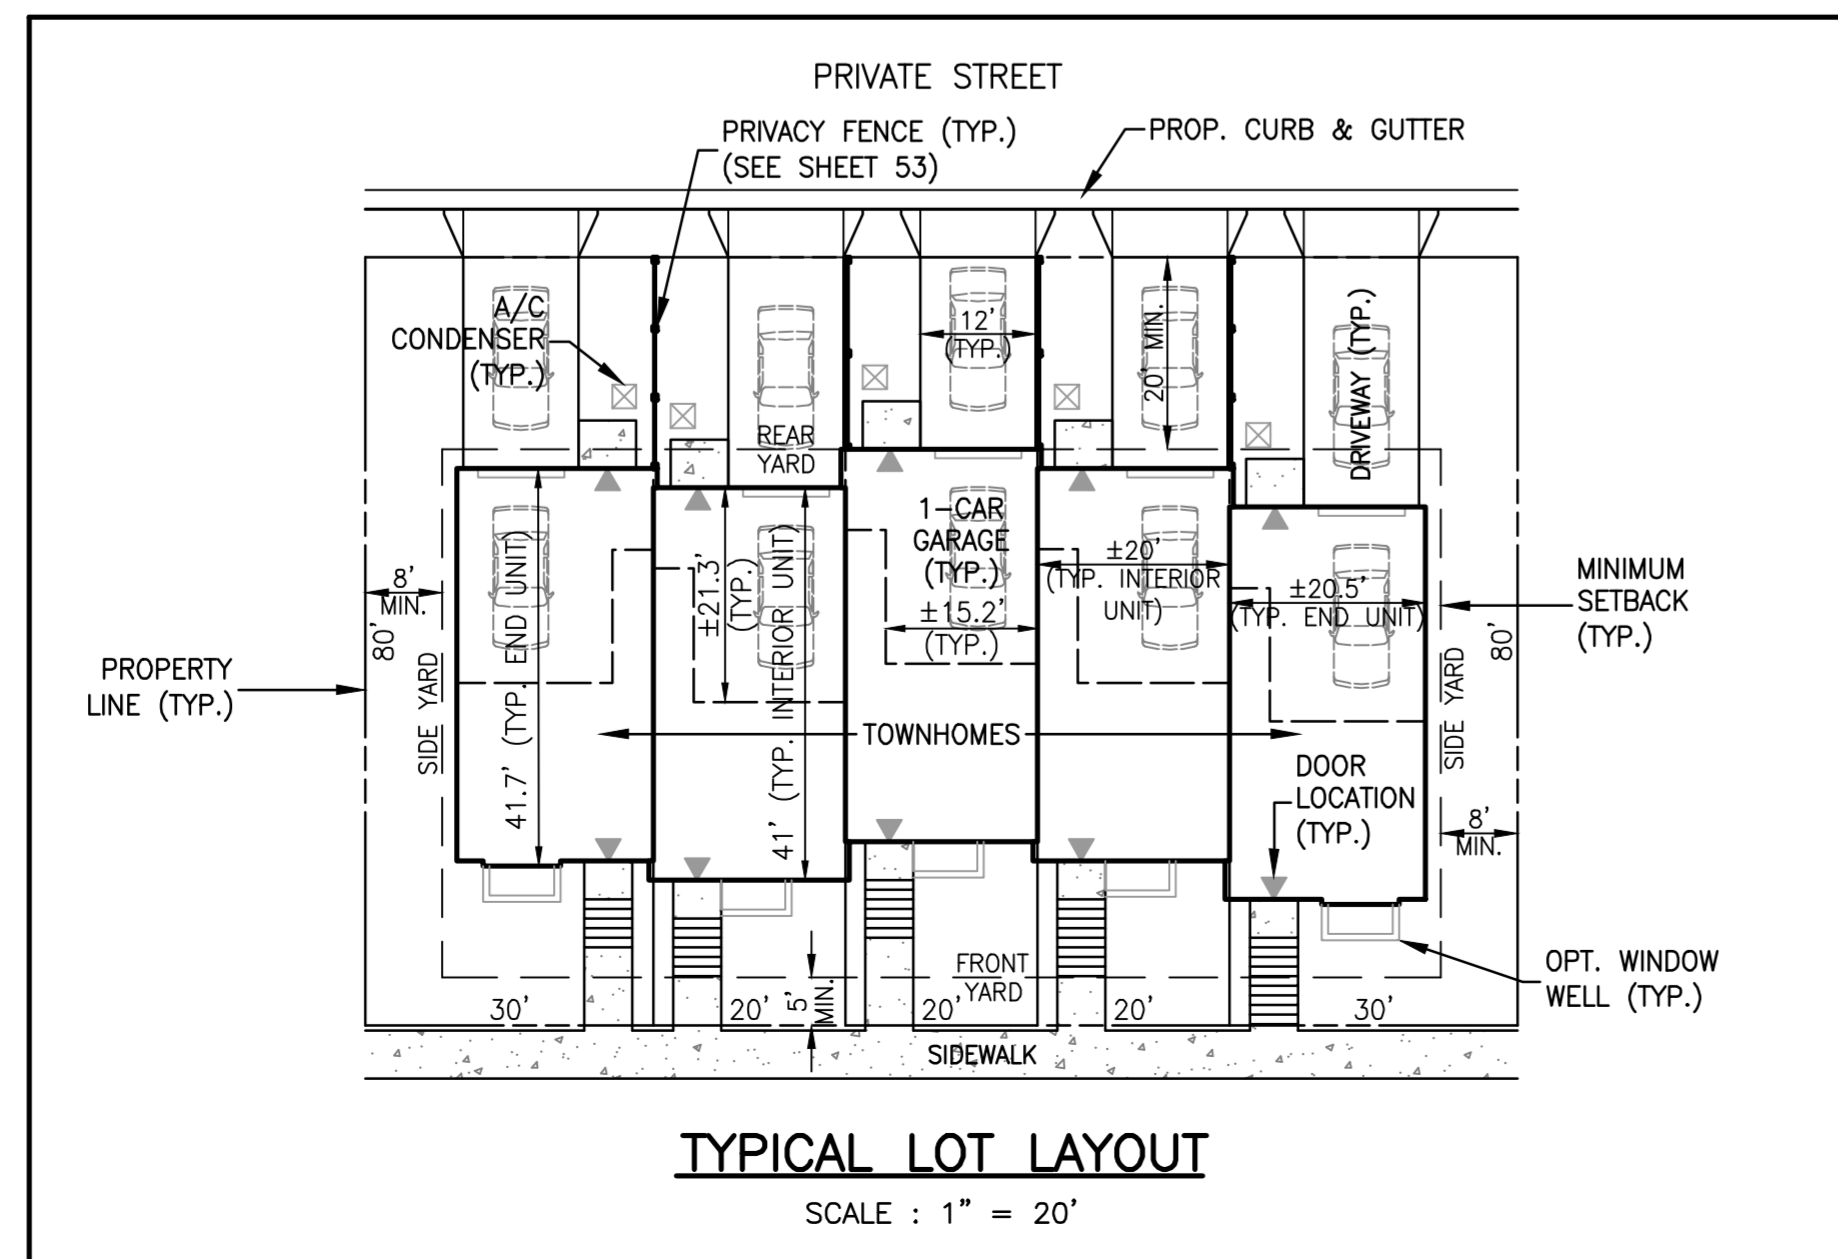 PRIVATE STREET
PRIVACY FENCE (TYP.)
(SEE SHEET 53)
PROP. CURB & GUTTER
A/C
CONDENSER
(TYP.)
12'
(TYP.)
20' MIN.
DRIVEWAY (TYP.)
REAR
YARD
1-CAR
GARAGE
(TYP.)
±15.2'
(TYP.)
±21.3'
(TYP.)
±20'
(TYP. INTERIOR
UNIT)
±20.5'
(TYP. END UNIT)
8'
MIN.
80'
SIDE YARD
PROPERTY
LINE (TYP.)
41.7' (TYP. END UNIT)
41' (TYP. INTERIOR UNIT)
TOWNHOMES
DOOR
LOCATION
(TYP.)
MINIMUM
SETBACK
(TYP.)
80'
SIDE YARD
8'
MIN.
FRONT
YARD
OPT. WINDOW
WELL (TYP.)
30'
20'
5'
MIN.
20'
20'
30'
SIDEWALK
TYPICAL LOT LAYOUT
SCALE : 1" = 20'